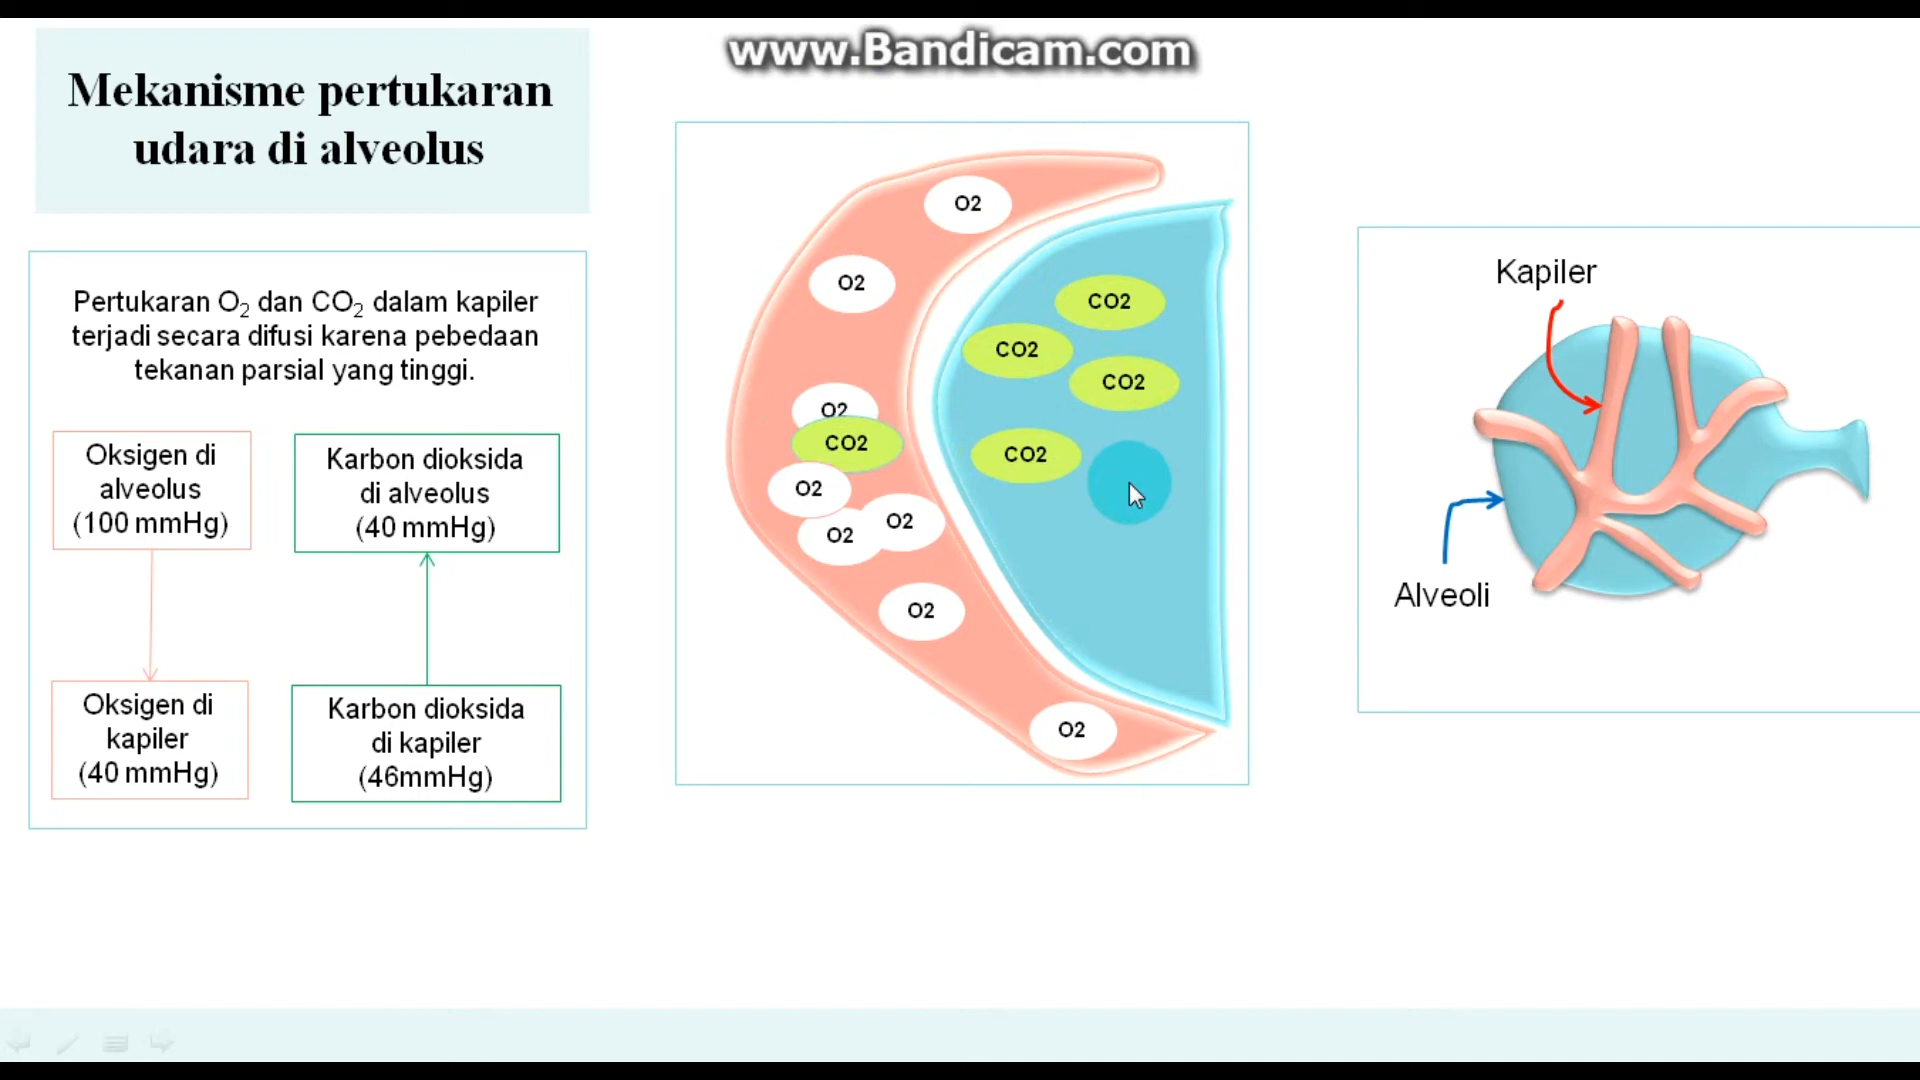 www.Bandicam.com
Mekanisme pertukaran
udara di alveolus
Pertukaran O₂ dan CO₂ dalam kapiler
terjadi secara difusi karena pebedaan
tekanan parsial yang tinggi.
Oksigen di
alveolus
(100 mmHg)
Karbon dioksida
di alveolus
(40 mmHg)
Oksigen di
kapiler
(40 mmHg)
Karbon dioksida
di kapiler
(46mmHg)
O2
O2
O2
CO2
O2
O2
O2
O2
O2
CO2
CO2
CO2
CO2
Kapiler
Alveoli